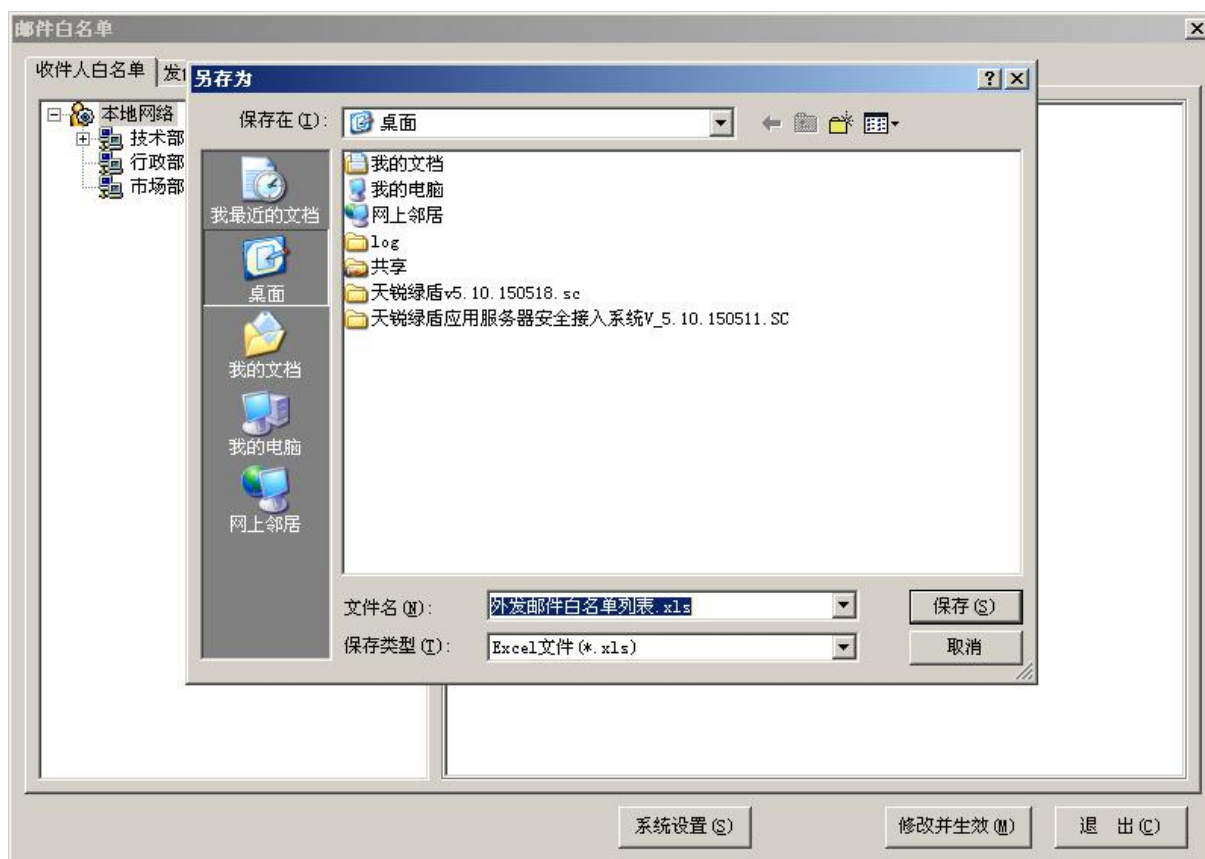 邮件白名单
收件人白名单
另存为
保存在(I):
桌面
本地网络
技术部
行政部
市场部
我最近的文档
桌面
我的文档
我的电脑
网上邻居
我的文档
我的电脑
网上邻居
log
共享
天锐绿盾v5.10.150518.sc
天锐绿盾应用服务器安全接入系统V_5.10.150511.SC
文件名(N):
外发邮件白名单列表.xls
保存(S)
保存类型(T):
Excel文件(*.xls)
取消
系统设置(S)
修改并生效(M)
退 出(C)